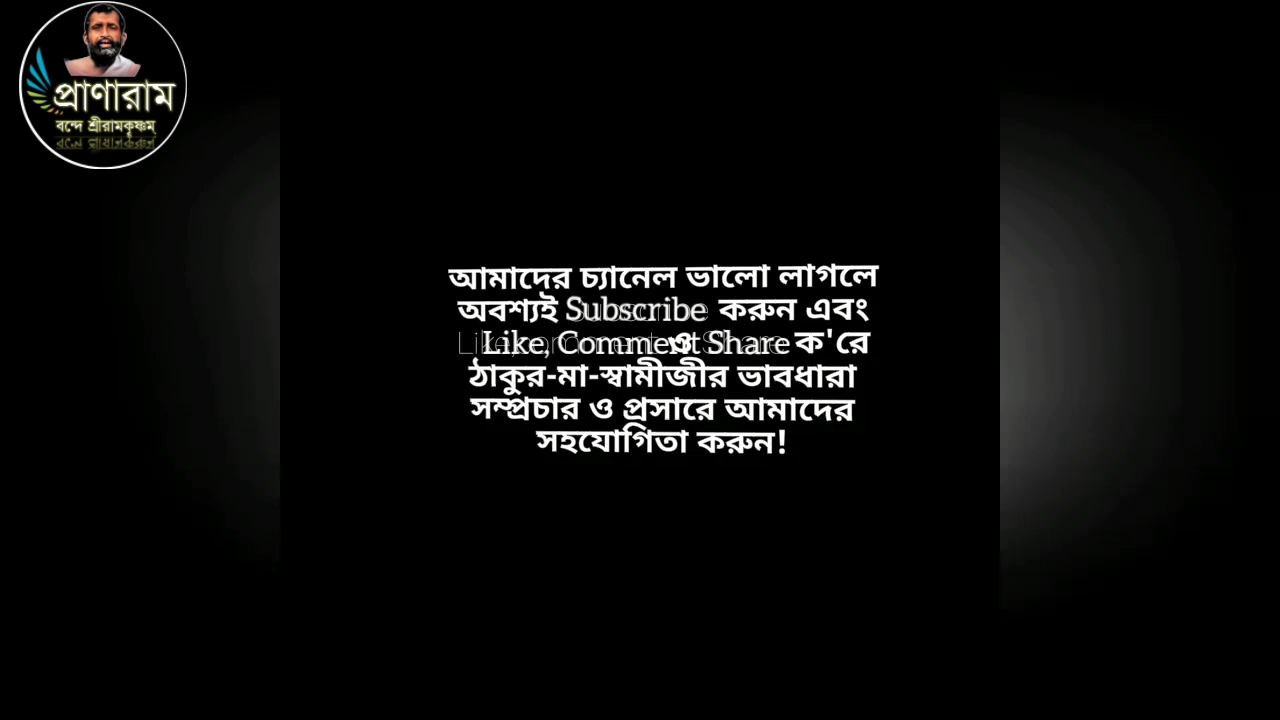 প্রাণারাম
বন্দে শ্রীরামকৃষ্ণম্
আমাদের চ্যানেল ভালো লাগলে
অবশ্যই Subscribe করুন এবং
Like, Comment ও Share ক'রে
ঠাকুর-মা-স্বামীজীর ভাবধারা
সম্প্রচার ও প্রসারে আমাদের
সহযোগিতা করুন!